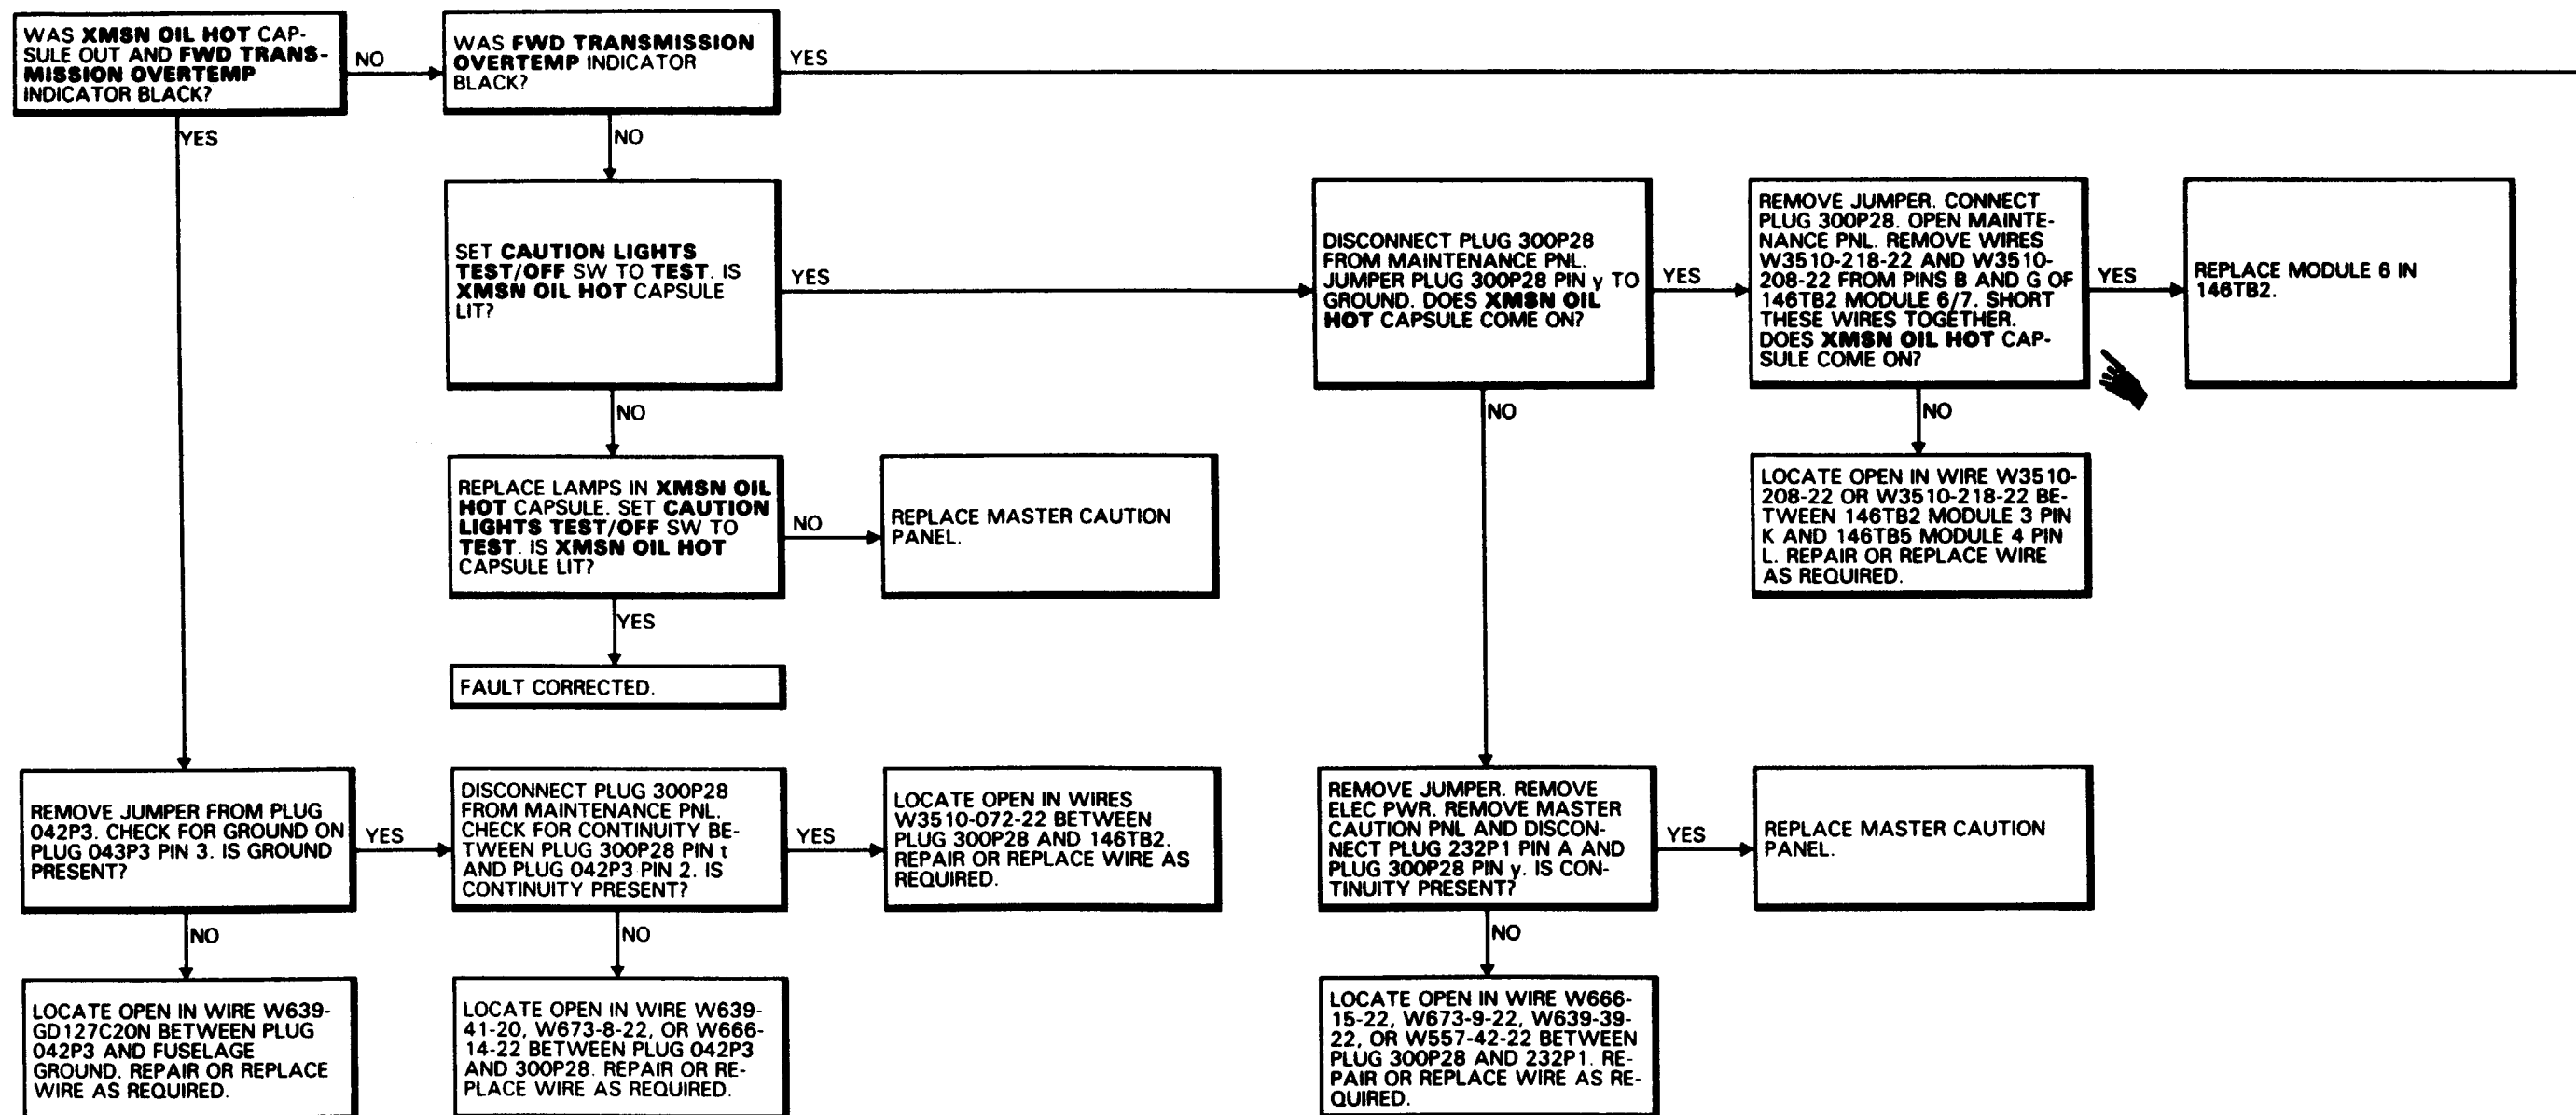 WAS XMSN OIL HOT CAP-
SULE OUT AND FWD TRANS-
MISSION OVERTEMP
INDICATOR BLACK?
NO
YES
WAS FWD TRANSMISSION
OVERTEMP INDICATOR
BLACK?
YES
NO
SET CAUTION LIGHTS
TEST/OFF SW TO TEST. IS
XMSN OIL HOT CAPSULE
LIT?
YES
NO
DISCONNECT PLUG 300P28
FROM MAINTENANCE PNL.
JUMPER PLUG 300P28 PIN y TO
GROUND. DOES XMSN OIL
HOT CAPSULE COME ON?
YES
NO
REMOVE JUMPER. CONNECT
PLUG 300P28. OPEN MAINTE-
NANCE PNL. REMOVE WIRES
W3510-218-22 AND W3510-
208-22 FROM PINS B AND G OF
146TB2 MODULE 6/7. SHORT
THESE WIRES TOGETHER.
DOES XMSN OIL HOT CAP-
SULE COME ON?
YES
NO
REPLACE MODULE 6 IN
146TB2.
REPLACE LAMPS IN XMSN OIL
HOT CAPSULE. SET CAUTION
LIGHTS TEST/OFF SW TO
TEST. IS XMSN OIL HOT
CAPSULE LIT?
NO
YES
REPLACE MASTER CAUTION
PANEL.
LOCATE OPEN IN WIRE W3510-
208-22 OR W3510-218-22 BE-
TWEEN 146TB2 MODULE 3 PIN
K AND 146TB5 MODULE 4 PIN
L. REPAIR OR REPLACE WIRE
AS REQUIRED.
FAULT CORRECTED.
REMOVE JUMPER FROM PLUG
042P3. CHECK FOR GROUND ON
PLUG 043P3 PIN 3. IS GROUND
PRESENT?
YES
NO
DISCONNECT PLUG 300P28
FROM MAINTENANCE PNL.
CHECK FOR CONTINUITY BE-
TWEEN PLUG 300P28 PIN t
AND PLUG 042P3 PIN 2. IS
CONTINUITY PRESENT?
YES
NO
LOCATE OPEN IN WIRES
W3510-072-22 BETWEEN
PLUG 300P28 AND 146TB2.
REPAIR OR REPLACE WIRE AS
REQUIRED.
REMOVE JUMPER. REMOVE
ELEC PWR. REMOVE MASTER
CAUTION PNL AND DISCON-
NECT PLUG 232P1 PIN A AND
PLUG 300P28 PIN y. IS CON-
TINUITY PRESENT?
YES
NO
REPLACE MASTER CAUTION
PANEL.
LOCATE OPEN IN WIRE W639-
GD127C20N BETWEEN PLUG
042P3 AND FUSELAGE
GROUND. REPAIR OR REPLACE
WIRE AS REQUIRED.
LOCATE OPEN IN WIRE W639-
41-20, W673-8-22, OR W666-
14-22 BETWEEN PLUG 042P3
AND 300P28. REPAIR OR RE-
PLACE WIRE AS REQUIRED.
LOCATE OPEN IN WIRE W666-
15-22, W673-9-22, W639-39-
22, OR W557-42-22 BETWEEN
PLUG 300P28 AND 232P1. RE-
PAIR OR REPLACE WIRE AS RE-
QUIRED.